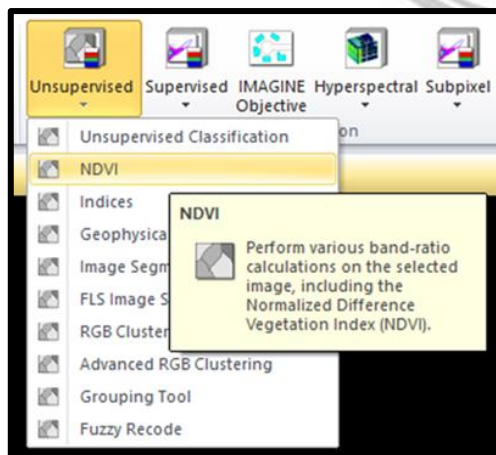 Unsupervised Supervised IMAGINE Hyperspectral Subpixel
Objective
on
Unsupervised Classification
NDVI
Indices
Geophysica
Image Segm
FLS Image S
RGB Cluster
Advanced RGB Clustering
Grouping Tool
Fuzzy Recode
NDVI
Perform various band-ratio
calculations on the selected
image, including the
Normalized Difference
Vegetation Index (NDVI).